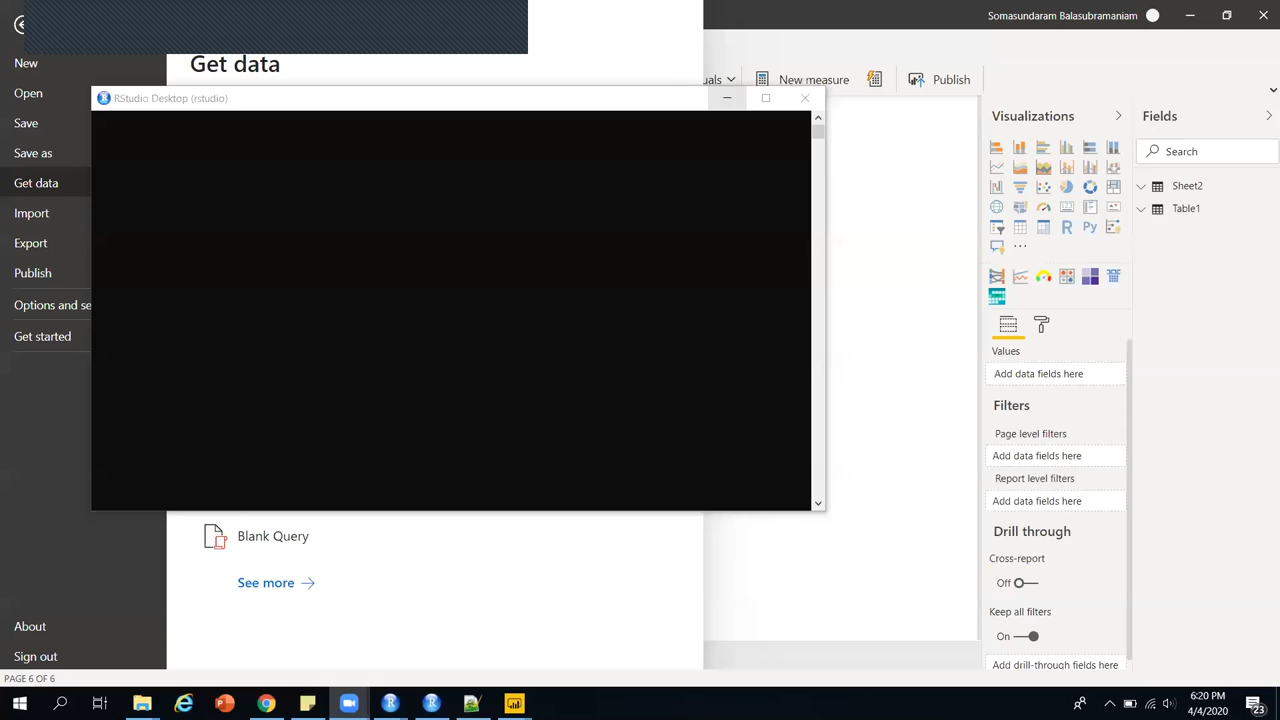 Somasundaram Balasubramaniam
Get data
New
Open
Save
Save as
Get data
Import
Export
Publish
Options and se
Get started
About
Sign out
RStudio Desktop (rstudio)
Blank Query
See more
uals
New measure
Publish
Visualizations
R
Py
Values
Add data fields here
Filters
Page level filters
Add data fields here
Report level filters
Add data fields here
Drill through
Cross-report
Off
Keep all filters
On
Add drill-through fields here
Fields
Search
Sheet2
Table1
PAGE 6 OF 6
6:20 PM
4/4/2020
23